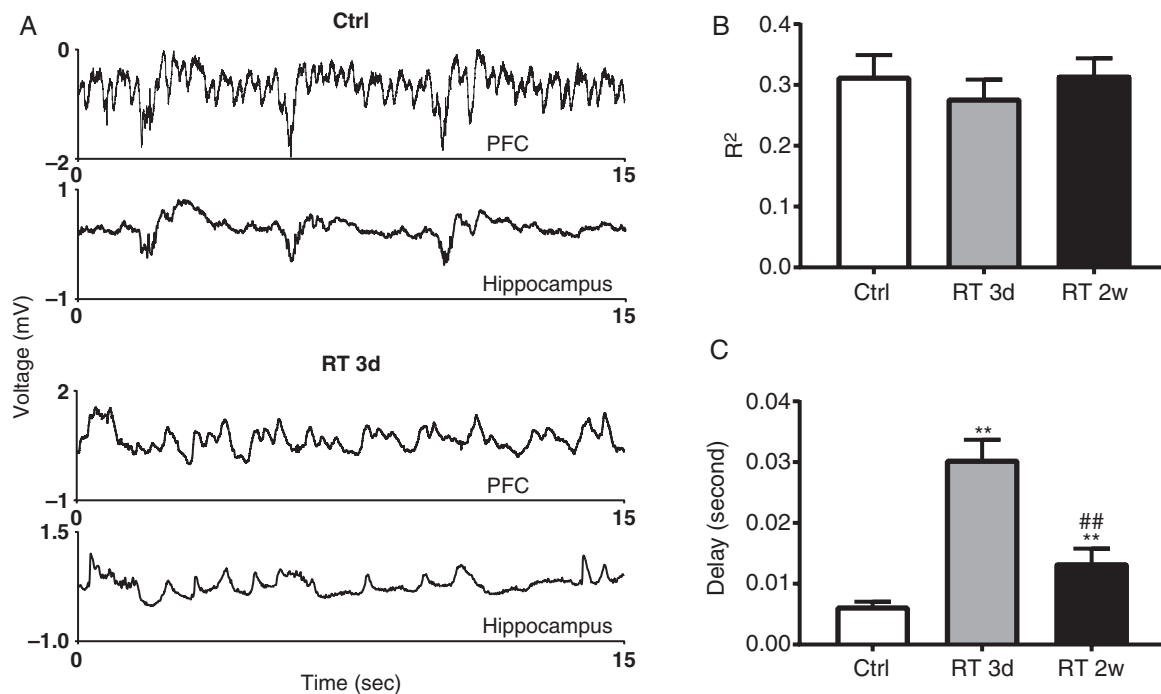 A
Ctrl
0
PFC
−2
0
15
1
Hippocampus
−1
0
15
Voltage (mV)
RT 3d
2
PFC
−1
0
15
1.5
Hippocampus
−1.0
0
15
Time (sec)
B
0.4
0.3
0.2
0.1
0.0
R²
Ctrl
RT 3d
RT 2w
C
0.04
0.03
0.02
0.01
0.00
Delay (second)
**
##
**
Ctrl
RT 3d
RT 2w